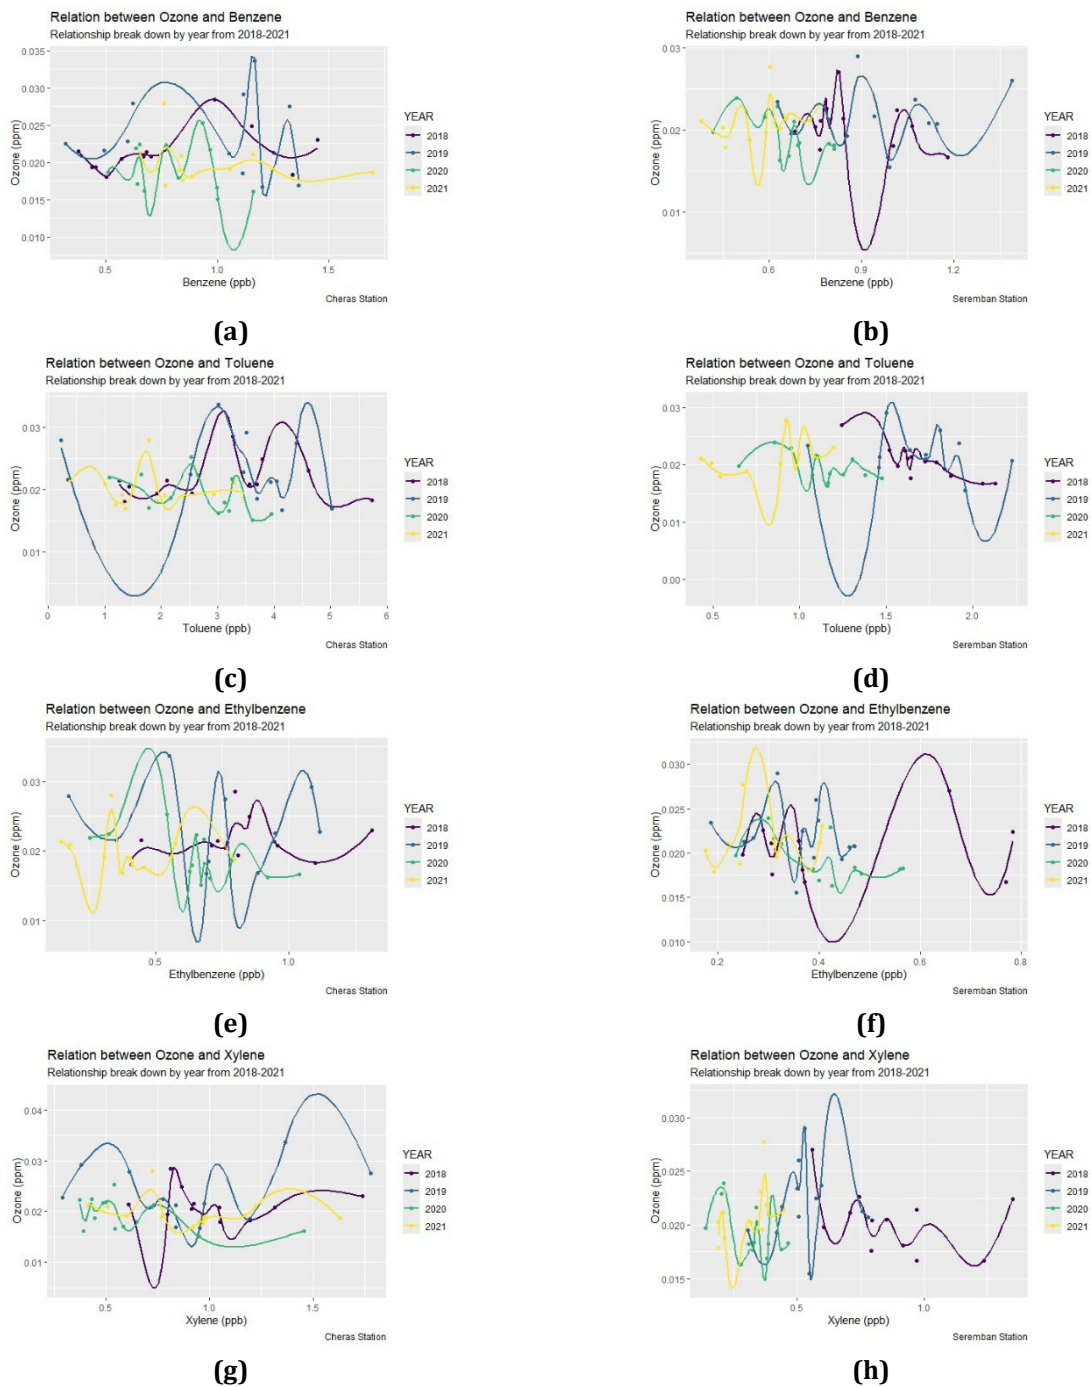 Relation between Ozone and Benzene
Relationship break down by year from 2018-2021
0.035
0.030
0.025
0.020
0.015
0.010
Ozone (ppm)
0.5
1.0
1.5
Benzene (ppb)
YEAR
2018
2019
2020
2021
Cheras Station
(a)
Relation between Ozone and Benzene
Relationship break down by year from 2018-2021
0.03
0.02
0.01
Ozone (ppm)
0.6
0.9
1.2
Benzene (ppb)
YEAR
2018
2019
2020
2021
Seremban Station
(b)
Relation between Ozone and Toluene
Relationship break down by year from 2018-2021
0.03
0.02
0.01
Ozone (ppm)
0
1
2
3
4
5
6
Toluene (ppb)
YEAR
2018
2019
2020
2021
Cheras Station
(c)
Relation between Ozone and Toluene
Relationship break down by year from 2018-2021
0.03
0.02
0.01
0.00
Ozone (ppm)
0.5
1.0
1.5
2.0
Toluene (ppb)
YEAR
2018
2019
2020
2021
Seremban Station
(d)
Relation between Ozone and Ethylbenzene
Relationship break down by year from 2018-2021
0.03
0.02
0.01
Ozone (ppm)
0.5
1.0
Ethylbenzene (ppb)
YEAR
2018
2019
2020
2021
Cheras Station
(e)
Relation between Ozone and Ethylbenzene
Relationship break down by year from 2018-2021
0.030
0.025
0.020
0.015
0.010
Ozone (ppm)
0.2
0.4
0.6
0.8
Ethylbenzene (ppb)
YEAR
2018
2019
2020
2021
Seremban Station
(f)
Relation between Ozone and Xylene
Relationship break down by year from 2018-2021
0.04
0.03
0.02
0.01
Ozone (ppm)
0.5
1.0
1.5
Xylene (ppb)
YEAR
2018
2019
2020
2021
Cheras Station
(g)
Relation between Ozone and Xylene
Relationship break down by year from 2018-2021
0.030
0.025
0.020
0.015
Ozone (ppm)
0.5
1.0
Xylene (ppb)
YEAR
2018
2019
2020
2021
Seremban Station
(h)